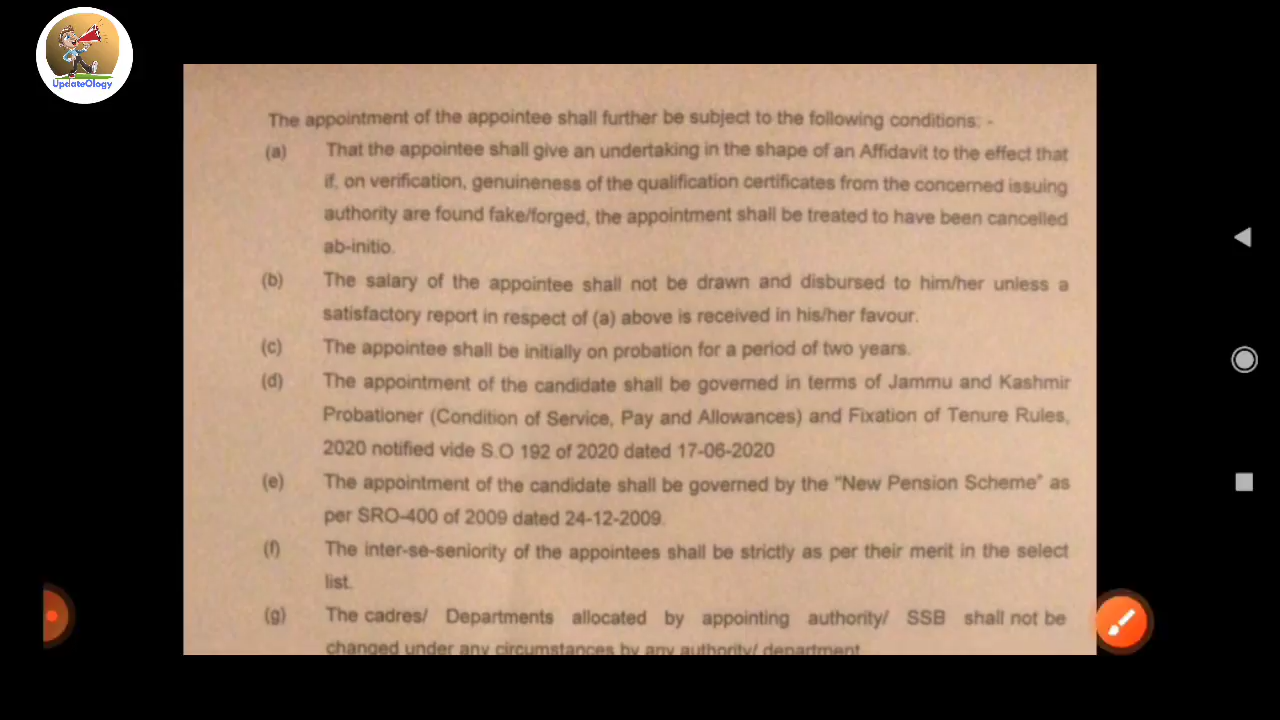 UpdateOlogy
The appointment of the appointee shall further be subject to the following conditions: -
(a) That the appointee shall give an undertaking in the shape of an Affidavit to the effect that
if, on verification, genuineness of the qualification certificates from the concerned issuing
authority are found fake/forged, the appointment shall be treated to have been cancelled
ab-initio.
(b) The salary of the appointee shall not be drawn and disbursed to him/her unless a
satisfactory report in respect of (a) above is received in his/her favour.
(c) The appointee shall be initially on probation for a period of two years.
(d) The appointment of the candidate shall be governed in terms of Jammu and Kashmir
Probationer (Condition of Service, Pay and Allowances) and Fixation of Tenure Rules,
2020 notified vide S.O 192 of 2020 dated 17-06-2020
(e) The appointment of the candidate shall be governed by the "New Pension Scheme" as
per SRO-400 of 2009 dated 24-12-2009.
(f) The inter-se-seniority of the appointees shall be strictly as per their merit in the select
list.
(g) The cadres/ Departments allocated by appointing authority/ SSB shall not be
changed under any circumstances by any authority/ department